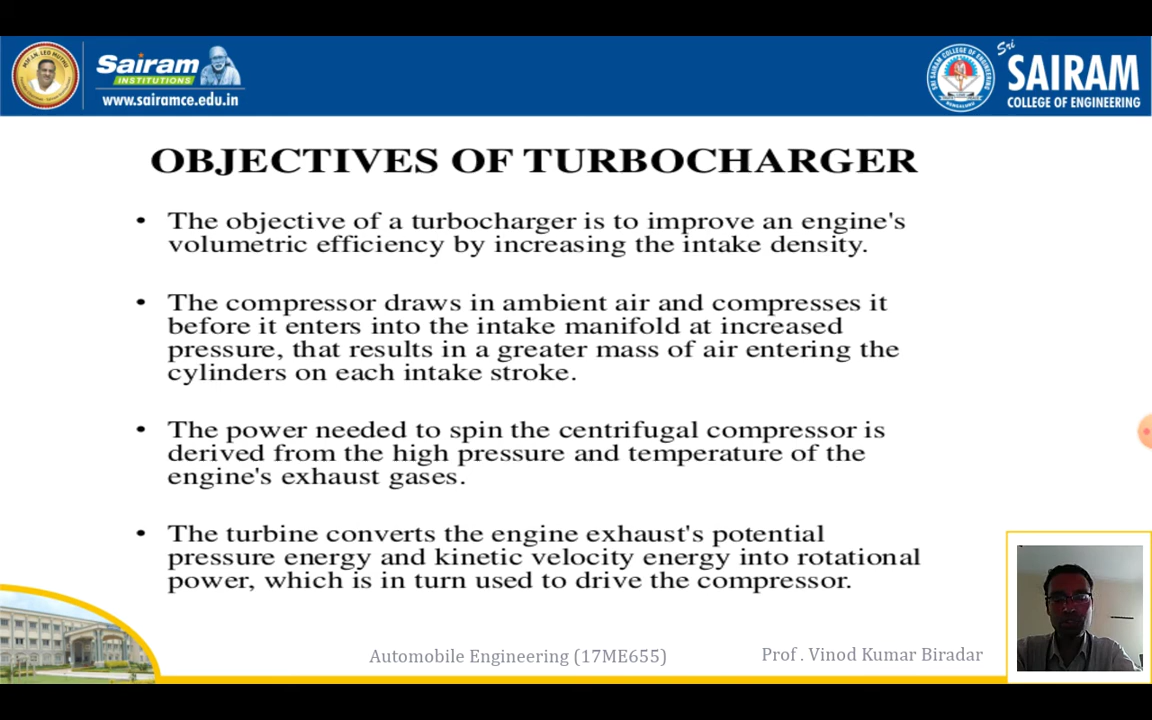 Sairam
INSTITUTIONS
www.sairamce.edu.in
Sri
SAIRAM
COLLEGE OF ENGINEERING
OBJECTIVES OF TURBOCHARGER
• The objective of a turbocharger is to improve an engine's
volumetric efficiency by increasing the intake density.
• The compressor draws in ambient air and compresses it
before it enters into the intake manifold at increased
pressure, that results in a greater mass of air entering the
cylinders on each intake stroke.
• The power needed to spin the centrifugal compressor is
derived from the high pressure and temperature of the
engine's exhaust gases.
• The turbine converts the engine exhaust's potential
pressure energy and kinetic velocity energy into rotational
power, which is in turn used to drive the compressor.
Automobile Engineering (17ME655)
Prof . Vinod Kumar Biradar